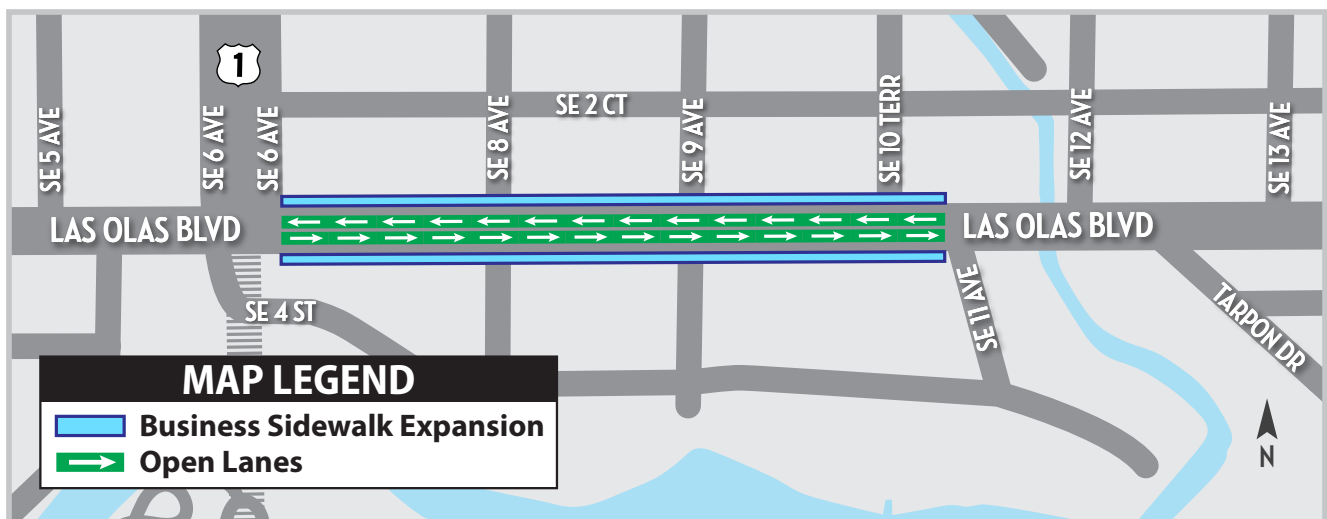 1
SE 5 AVE
SE 6 AVE
SE 6 AVE
SE 8 AVE
SE 2 CT
SE 9 AVE
SE 10 TERR
SE 12 AVE
SE 13 AVE
LAS OLAS BLVD
LAS OLAS BLVD
SE 4 ST
SE 11 AVE
TARPON DR
MAP LEGEND
Business Sidewalk Expansion
Open Lanes
N